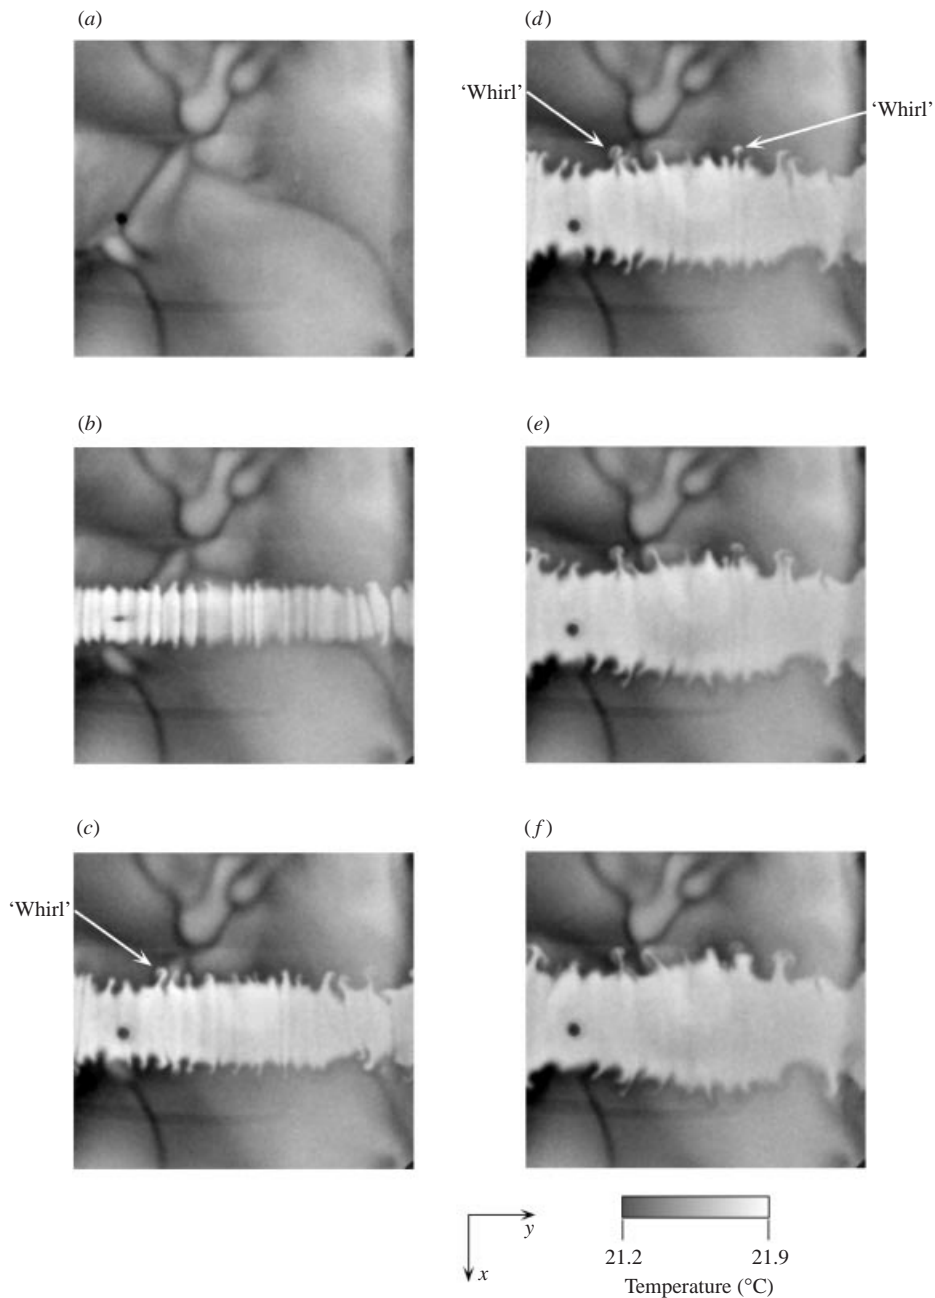 (a)
(d)
'Whirl'
'Whirl'
(b)
(e)
(c)
(f)
'Whirl'
y
x
21.2 21.9
Temperature (°C)